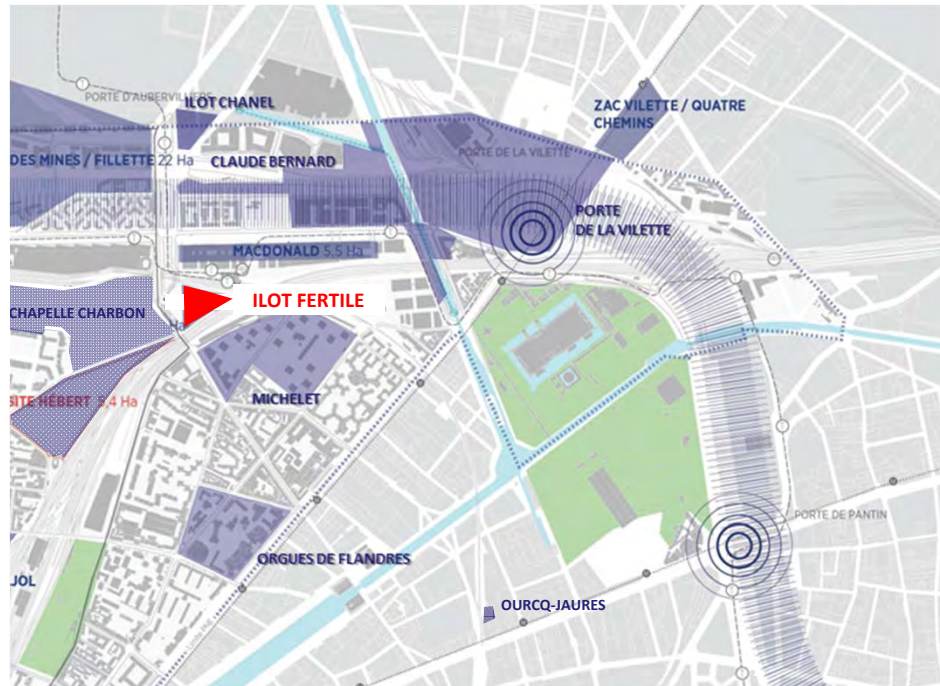 PORTE D'AUBERVILLIERS
ILOT CHANEL
ZAC VILETTE / QUATRE
CHEMINS
DES MINES / FILLETTE 22 Ha
CLAUDE BERNARD
PORTE DE LA VILETTE
PORTE
DE LA VILETTE
MACDONALD 5,5 Ha
ILOT FERTILE
CHAPELLE CHARBON
Ha
MICHELET
SITE HÉBERT 5,4 Ha
PORTE DE PANTIN
ORGUES DE FLANDRES
JOL
OURCQ-JAURES